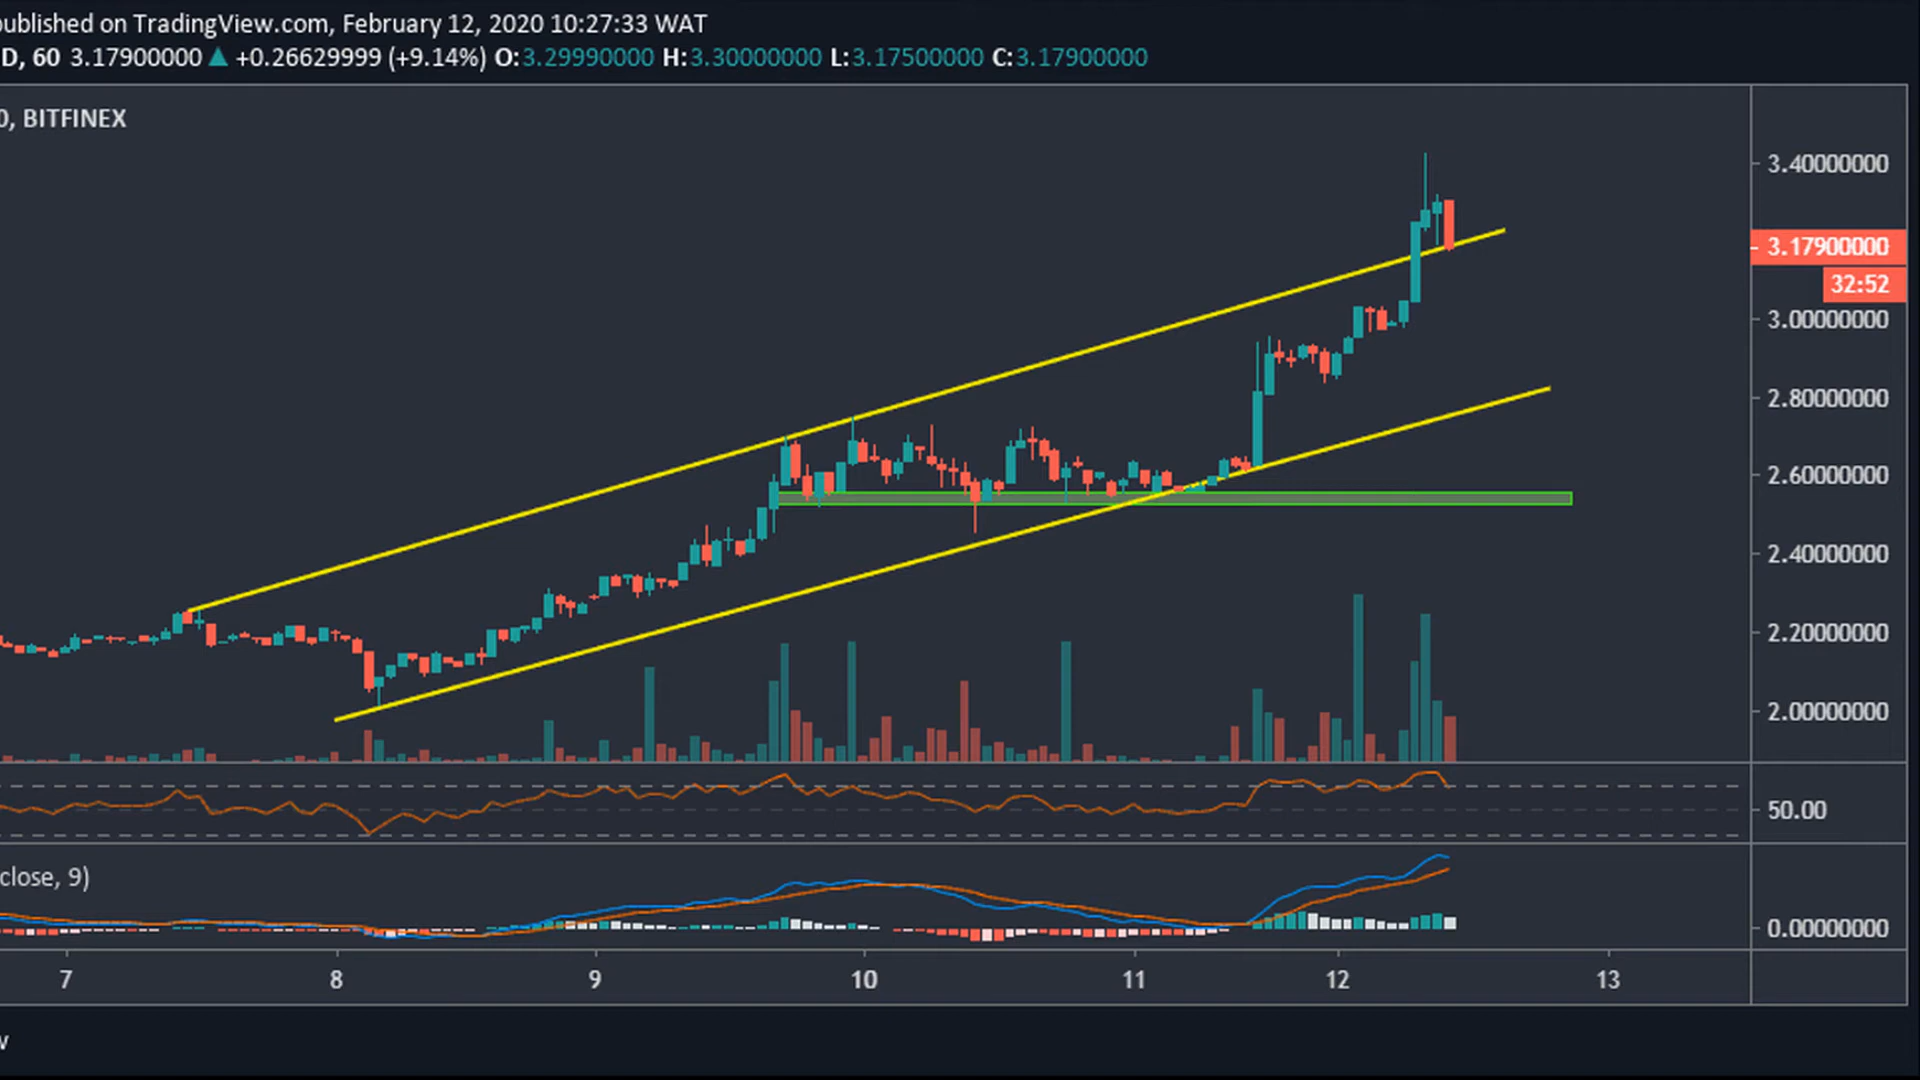 published on TradingView.com, February 12, 2020 10:27:33 WAT
D, 60 3.17900000 ▲ +0.26629999 (+9.14%) O:3.29990000 H:3.30000000 L:3.17500000 C:3.17900000
0, BITFINEX
3.40000000
3.17900000
32:52
3.00000000
2.80000000
2.60000000
2.40000000
2.20000000
2.00000000
50.00
close, 9)
0.00000000
7 8 9 10 11 12 13